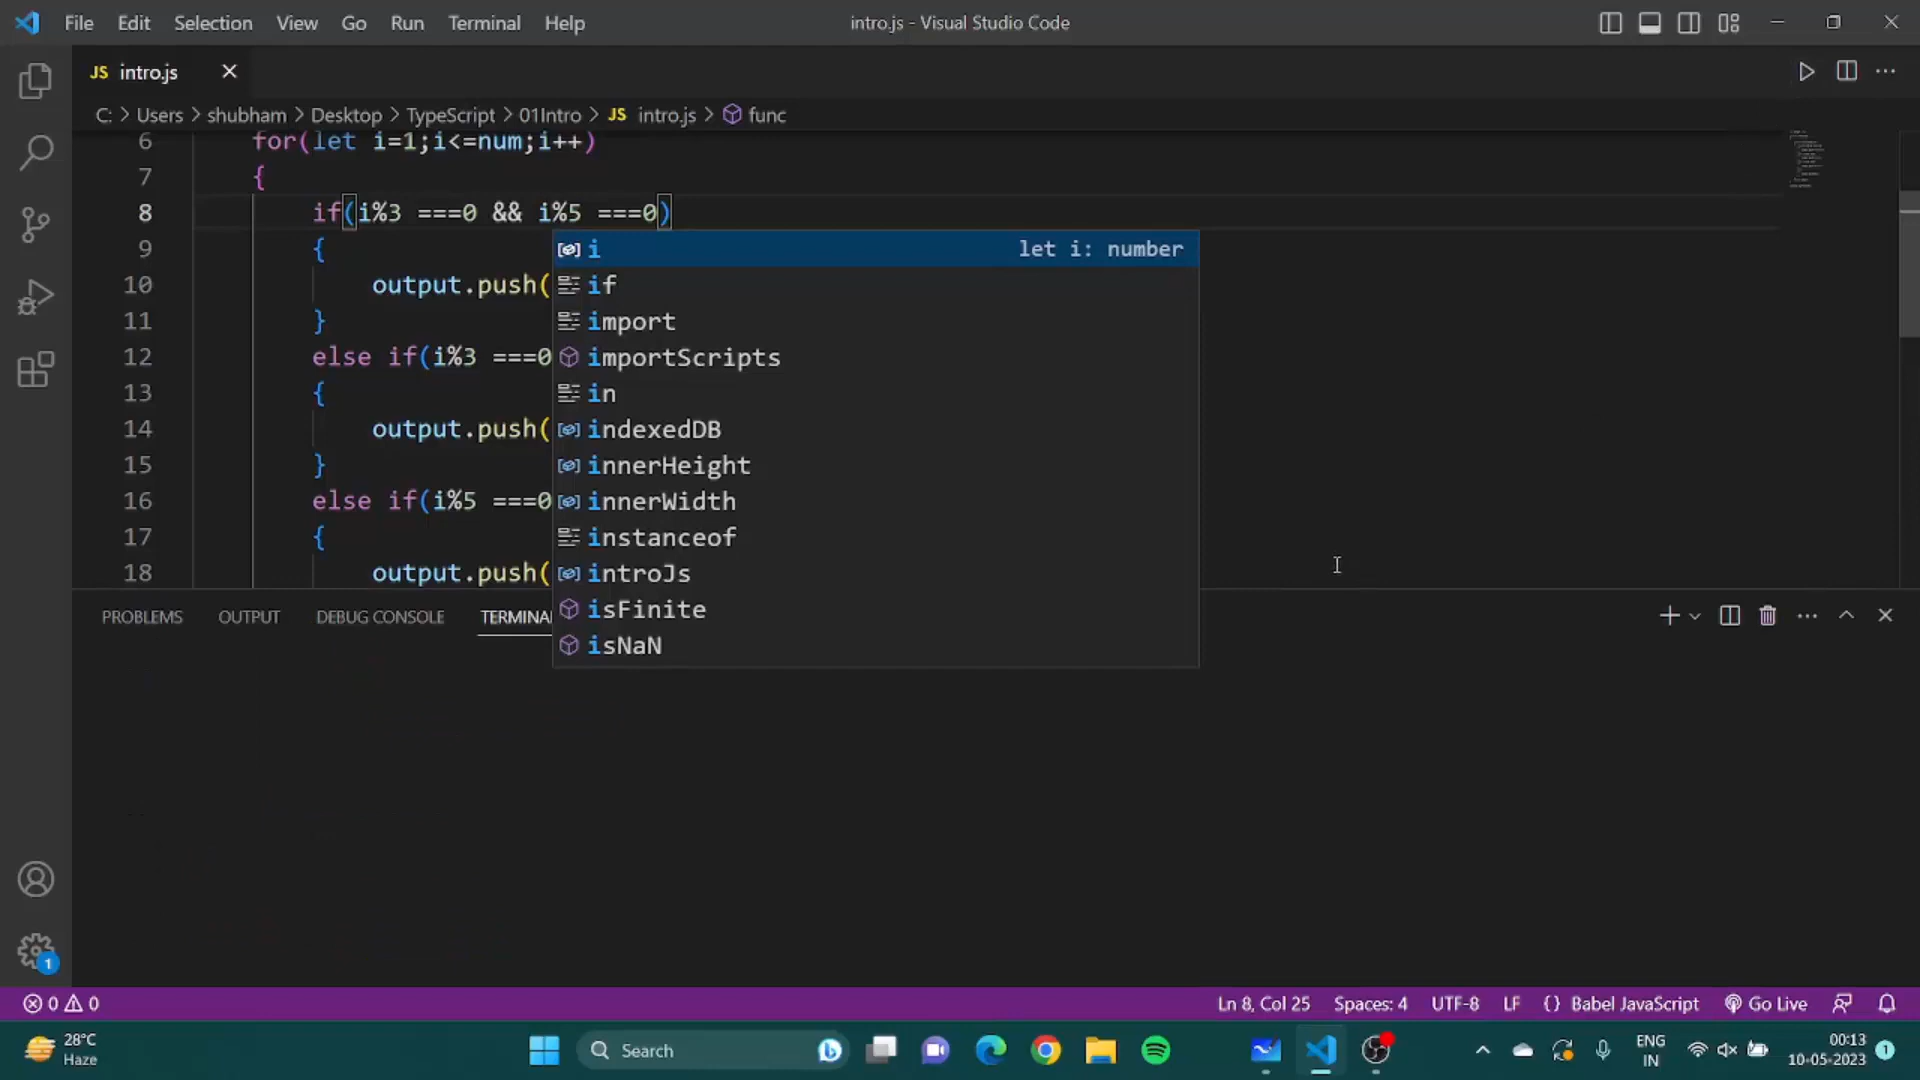 File Edit Selection View Go Run Terminal Help intro.js - Visual Studio Code
JS intro.js
C: > Users > shubham > Desktop > TypeScript > 01Intro > JS intro.js > func
6 for(let i=1;i<=num;i++)
7 {
8 if(i%3 ===0 && i%5 ===0)
9 {
10 output.push(
11 }
12 else if(i%3 ===0
13 {
14 output.push(
15 }
16 else if(i%5 ===0
17 {
18 output.push(
i let i: number
if
import
importScripts
in
indexedDB
innerHeight
innerWidth
instanceof
introJs
isFinite
isNaN
PROBLEMS OUTPUT DEBUG CONSOLE TERMINA
1
0 0 Ln 8, Col 25 Spaces: 4 UTF-8 LF {} Babel JavaScript Go Live
28°C
Haze
Search
ENG
IN
00:13
10-05-2023
1